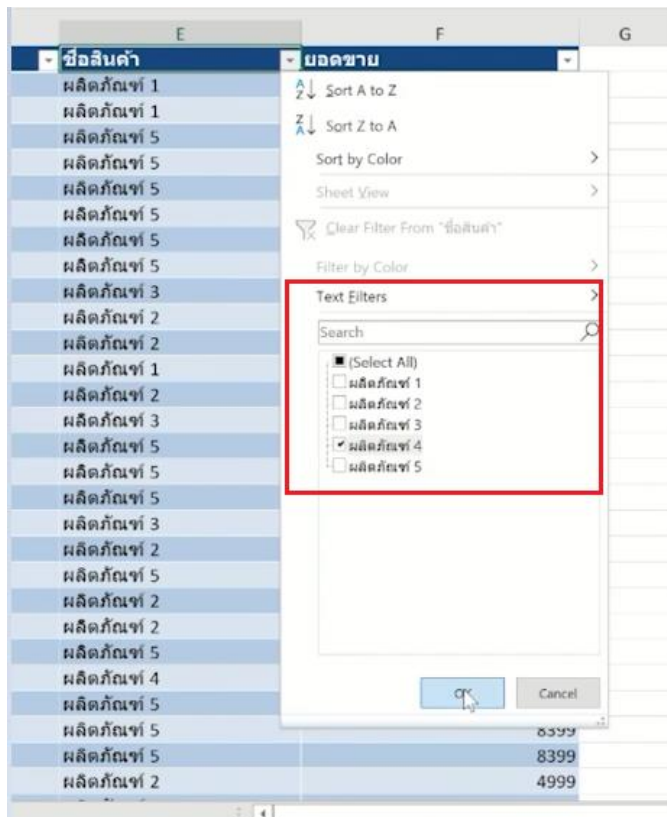 E F G
ชื่อสินค้า ยอดขาย
ผลิตภัณฑ์ 1
ผลิตภัณฑ์ 1
ผลิตภัณฑ์ 5
ผลิตภัณฑ์ 5
ผลิตภัณฑ์ 5
ผลิตภัณฑ์ 5
ผลิตภัณฑ์ 5
ผลิตภัณฑ์ 5
ผลิตภัณฑ์ 3
ผลิตภัณฑ์ 2
ผลิตภัณฑ์ 2
ผลิตภัณฑ์ 1
ผลิตภัณฑ์ 2
ผลิตภัณฑ์ 3
ผลิตภัณฑ์ 5
ผลิตภัณฑ์ 5
ผลิตภัณฑ์ 5
ผลิตภัณฑ์ 3
ผลิตภัณฑ์ 2
ผลิตภัณฑ์ 5
ผลิตภัณฑ์ 2
ผลิตภัณฑ์ 2
ผลิตภัณฑ์ 5
ผลิตภัณฑ์ 4
ผลิตภัณฑ์ 5
ผลิตภัณฑ์ 5 8399
ผลิตภัณฑ์ 5 8399
ผลิตภัณฑ์ 2 4999
Sort A to Z
Sort Z to A
Sort by Color
Sheet View
Clear Filter From "ชื่อสินค้า"
Filter by Color
Text Filters
Search
(Select All)
ผลิตภัณฑ์ 1
ผลิตภัณฑ์ 2
ผลิตภัณฑ์ 3
ผลิตภัณฑ์ 4
ผลิตภัณฑ์ 5
OK Cancel